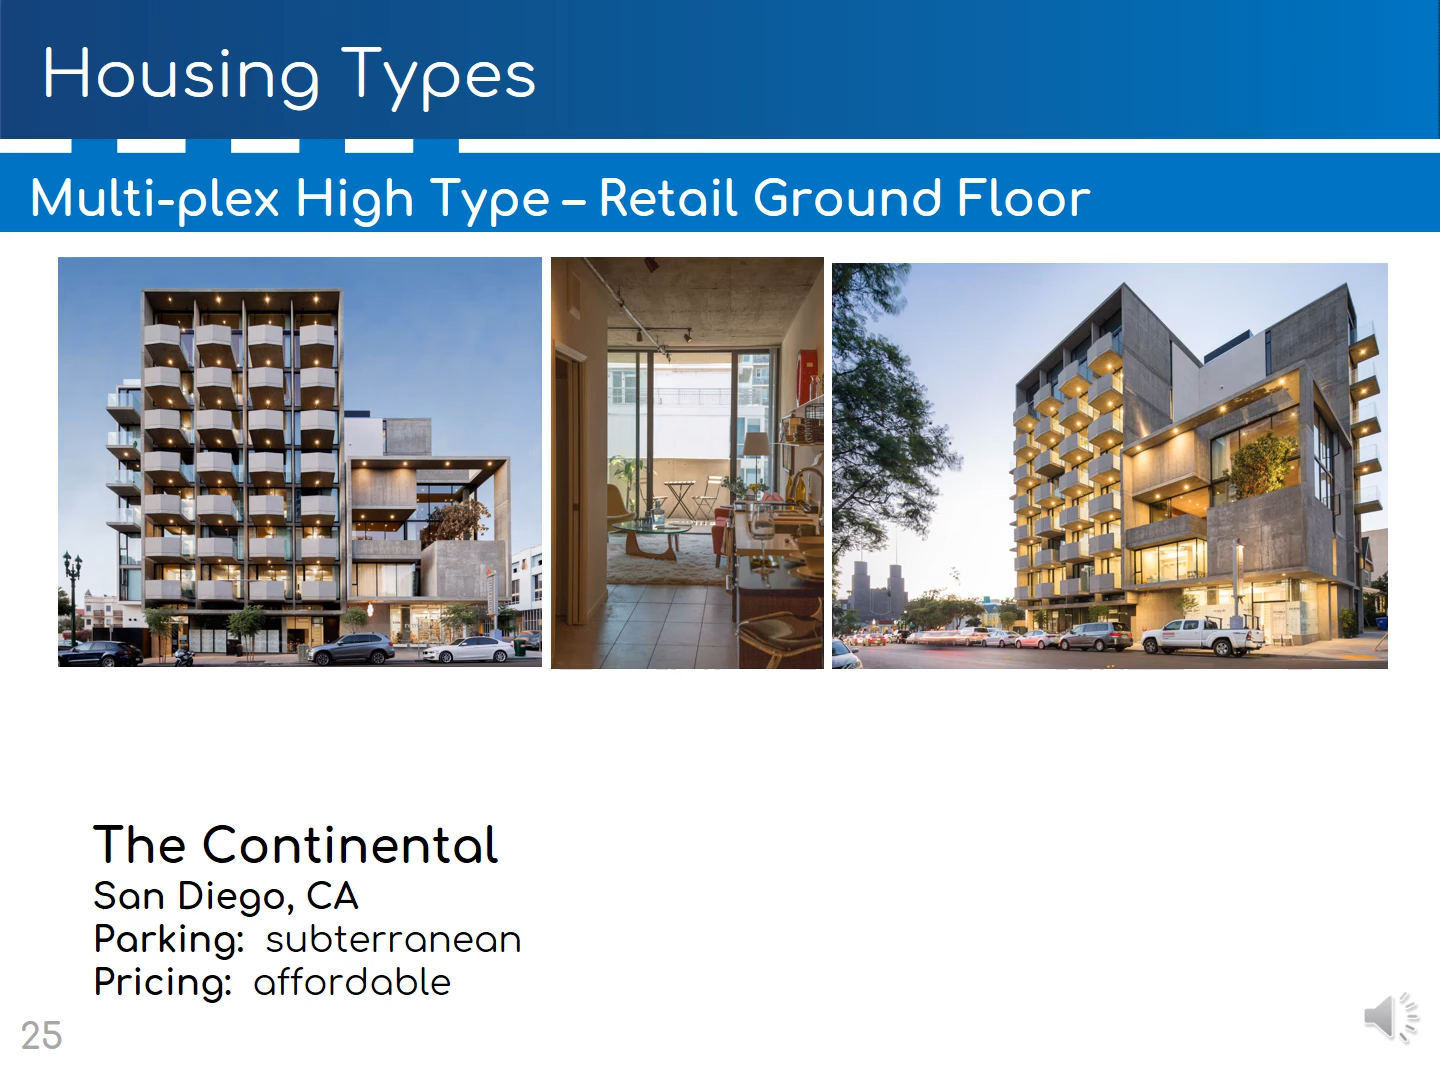 Housing Types
Multi-plex High Type – Retail Ground Floor
The Continental
San Diego, CA
Parking: subterranean
Pricing: affordable
25